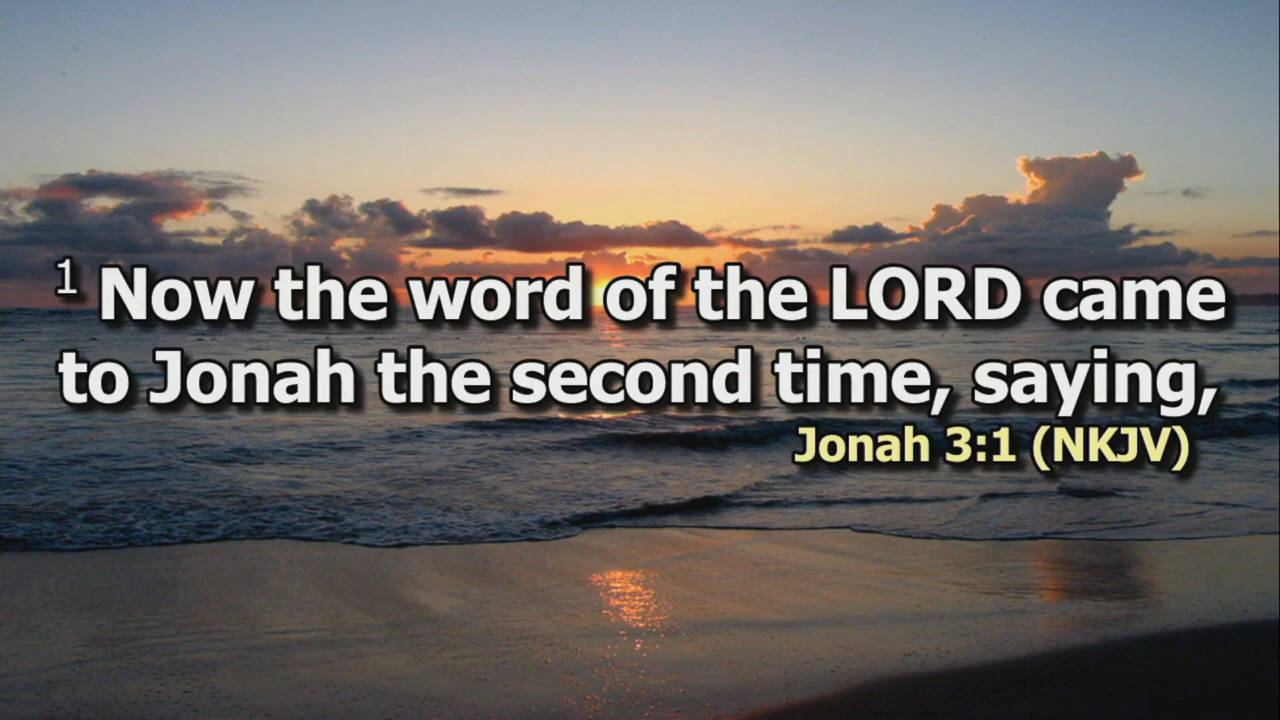 1 Now the word of the LORD came
to Jonah the second time, saying,
Jonah 3:1 (NKJV)